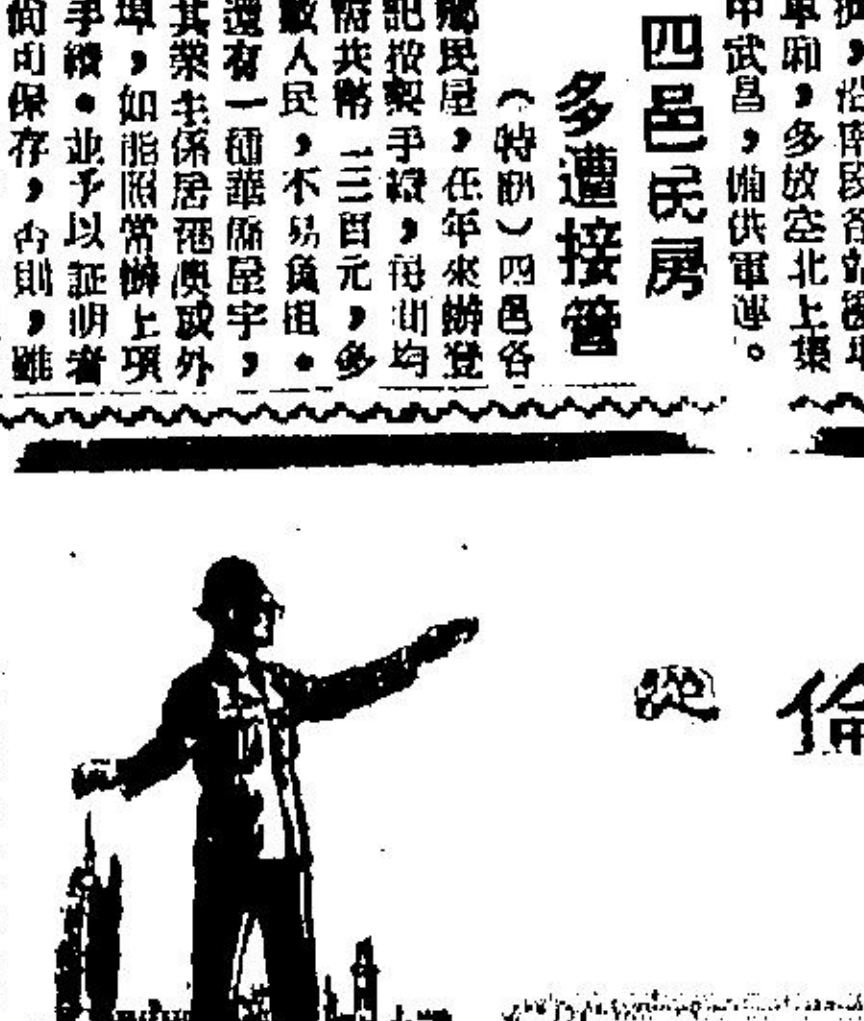 車廂，多放空北上集
中武昌，備供軍運。
四邑民房
多遭接管
（特訊）四邑各
鄉民屋，在年來辦登
記按契手續，每間均
需共幣二三百元，多
數人民，不易負担。
還有一種華僑屋宇，
其業主係居港澳或外
埠，如能照常辦上項
手續。並予以証明者
尚可保存，否則，雖
從 倫